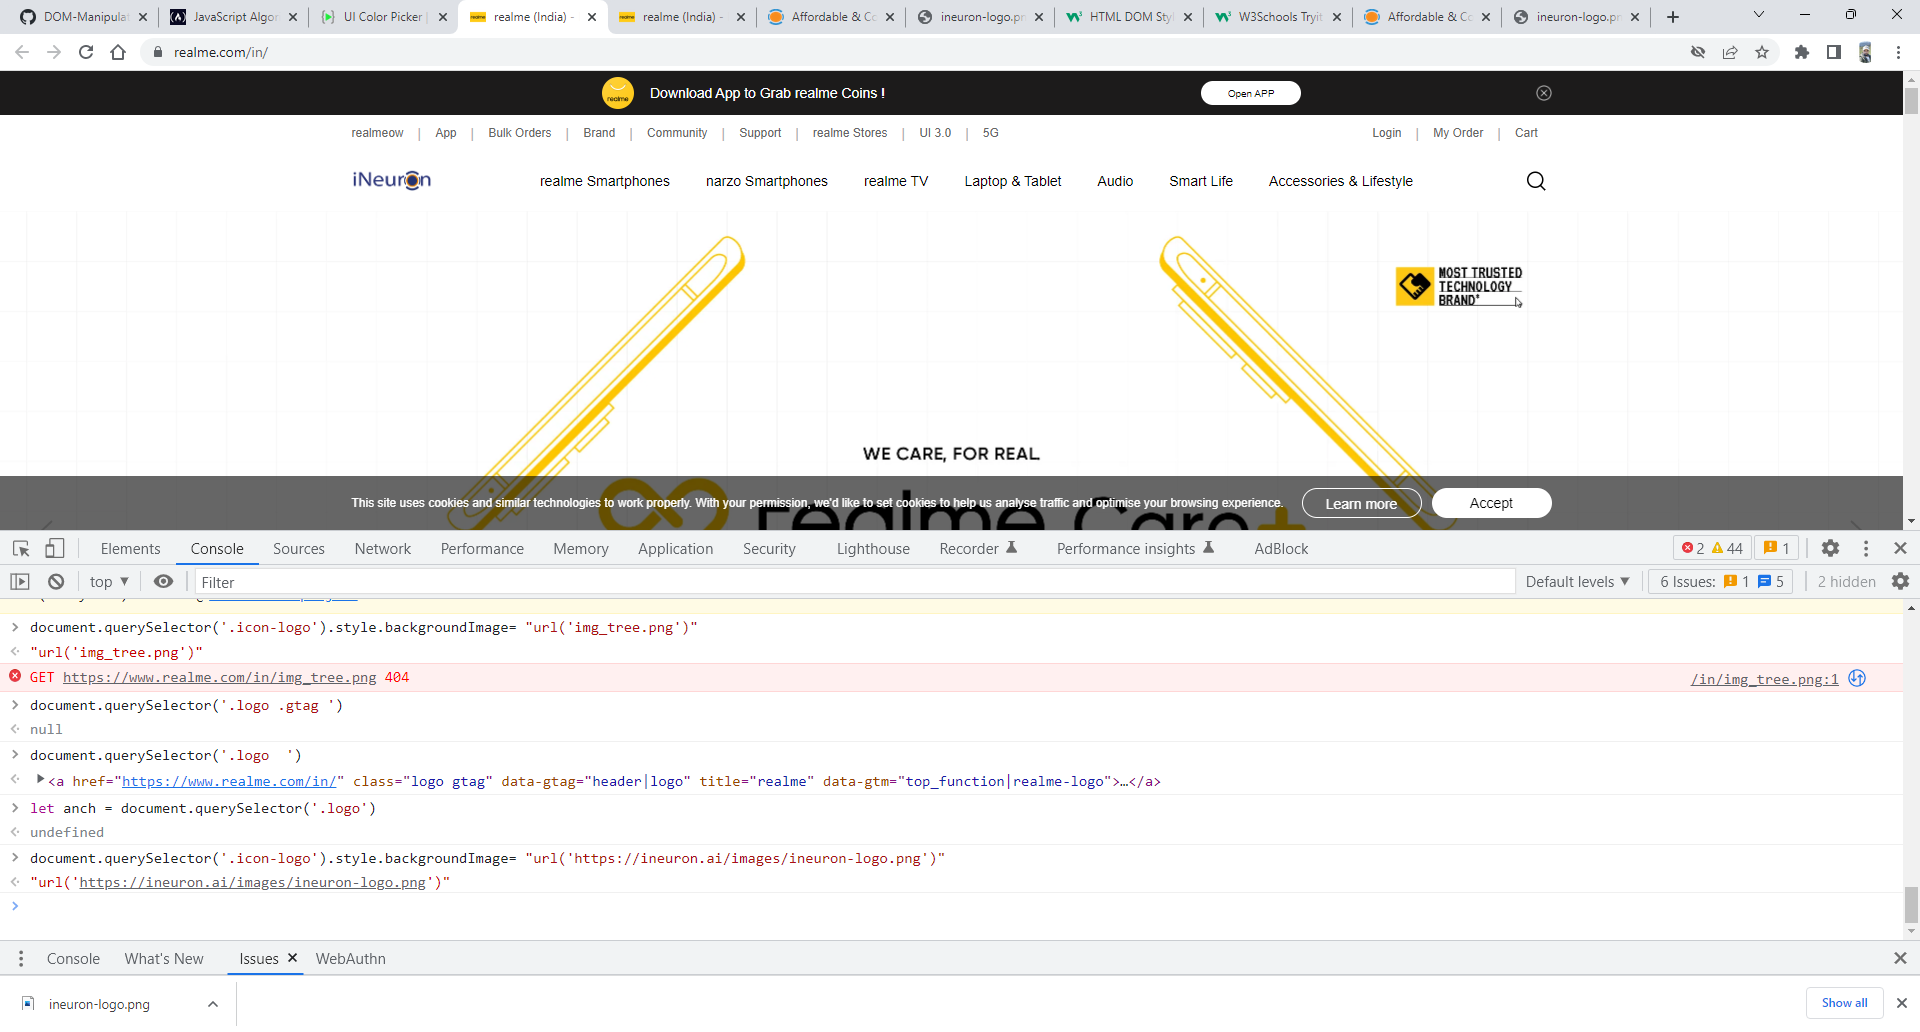 DOM-Manipulat
JavaScript Algor
UI Color Picker
realme (India) -
realme (India) -
Affordable & Co
ineuron-logo.pn
HTML DOM Styl
W3Schools Tryit
Affordable & Co
ineuron-logo.pn
realme.com/in/
realme
Download App to Grab realme Coins !
Open APP
realmeow | App | Bulk Orders | Brand | Community | Support | realme Stores | UI 3.0 | 5G
Login | My Order | Cart
iNeuron
realme Smartphones
narzo Smartphones
realme TV
Laptop & Tablet
Audio
Smart Life
Accessories & Lifestyle
MOST TRUSTED
TECHNOLOGY
BRAND*
WE CARE, FOR REAL.
realme Care+
This site uses cookies and similar technologies to work properly. With your permission, we'd like to set cookies to help us analyse traffic and optimise your browsing experience.
Learn more
Accept
Elements
Console
Sources
Network
Performance
Memory
Application
Security
Lighthouse
Recorder
Performance insights
AdBlock
2
44
1
top ▼
Filter
Default levels ▼
6 Issues: 1 5
2 hidden
document.querySelector('.icon-logo').style.backgroundImage= "url('img_tree.png')"
"url('img_tree.png')"
GET https://www.realme.com/in/img_tree.png 404
/in/img_tree.png:1
document.querySelector('.logo .gtag ')
null
document.querySelector('.logo  ')
<a href="https://www.realme.com/in/" class="logo gtag" data-gtag="header|logo" title="realme" data-gtm="top_function|realme-logo">…</a>
let anch = document.querySelector('.logo')
undefined
document.querySelector('.icon-logo').style.backgroundImage= "url('https://ineuron.ai/images/ineuron-logo.png')"
"url('https://ineuron.ai/images/ineuron-logo.png')"
Console
What's New
Issues
WebAuthn
ineuron-logo.png
Show all